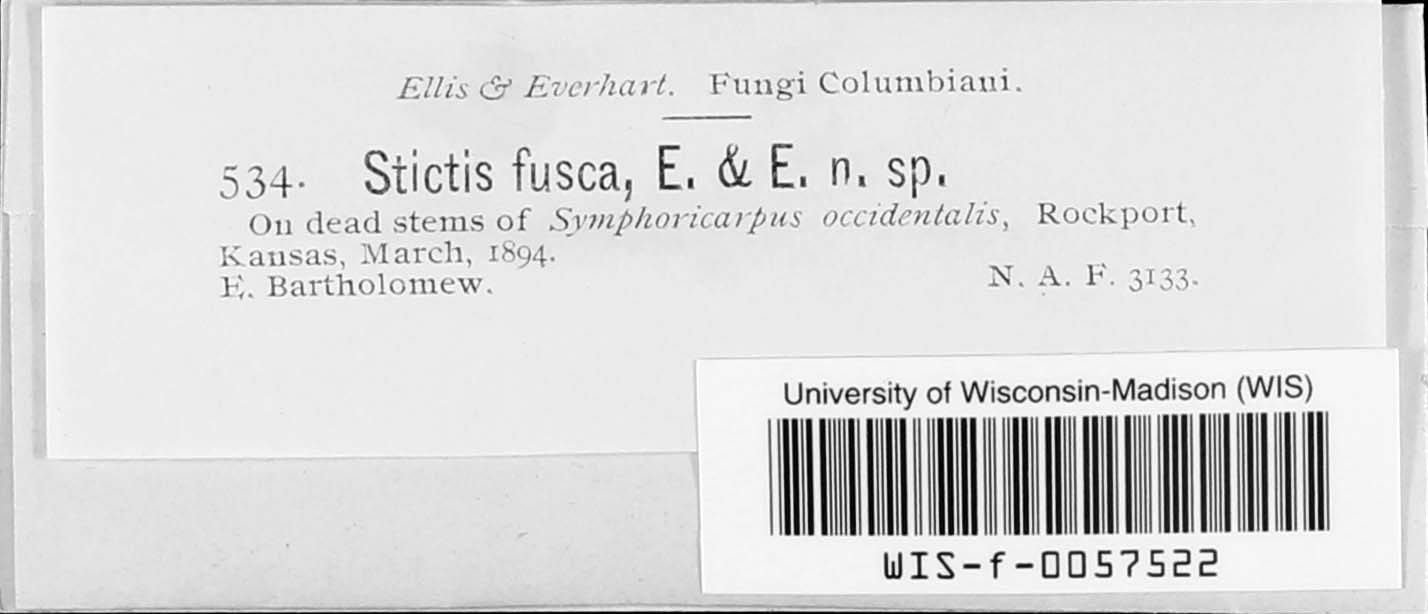 Ellis & Everhart. Fungi Columbiani.
534. Stictis fusca, E. & E. n. sp.
On dead stems of Symphoricarpus occidentalis, Rockport,
Kansas, March, 1894.
E. Bartholomew. N. A. F. 3133.
University of Wisconsin-Madison (WIS)
WIS-f-0057522